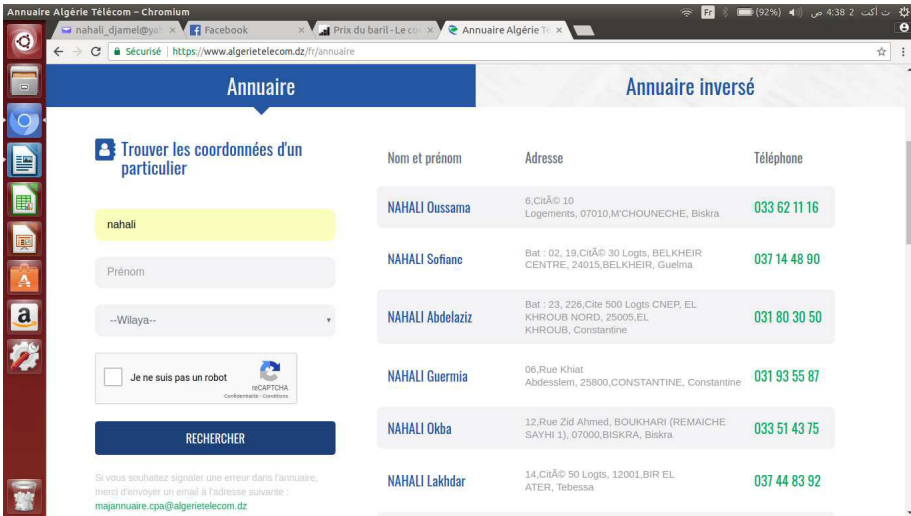 Annuaire Algérie Télécom – Chromium
Fr
(92%)
ت أكت 2 4:38 ص
nahali_djamel@ya
Facebook
Prix du baril - Le co
Annuaire Algérie T
Sécurisé | https://www.algerietelecom.dz/fr/annuaire
Annuaire
Annuaire inversé
Trouver les coordonnées d'un
particulier
nahali
Prénom
--Wilaya--
Je ne suis pas un robot
reCAPTCHA
Confidentialité - Conditions
RECHERCHER
Si vous souhaitez signaler une erreur dans l'annuaire,
merci d'envoyer un email à l'adresse suivante :
majannuaire.cpa@algerietelecom.dz
Nom et prénom
Adresse
Téléphone
NAHALI Oussama
6,CitÃ© 10
Logements, 07010,M'CHOUNECHE, Biskra
033 62 11 16
NAHALI Sofiane
Bat : 02, 19,CitÃ© 30 Logts, BELKHEIR
CENTRE, 24015,BELKHEIR, Guelma
037 14 48 90
NAHALI Abdelaziz
Bat : 23, 226,Cite 500 Logts CNEP, EL
KHROUB NORD, 25005,EL
KHROUB, Constantine
031 80 30 50
NAHALI Guermia
06,Rue Khiat
Abdesslem, 25800,CONSTANTINE, Constantine
031 93 55 87
NAHALI Okba
12,Rue Zid Ahmed, BOUKHARI (REMAICHE
SAYHI 1), 07000,BISKRA, Biskra
033 51 43 75
NAHALI Lakhdar
14,CitÃ© 50 Logts, 12001,BIR EL
ATER, Tebessa
037 44 83 92